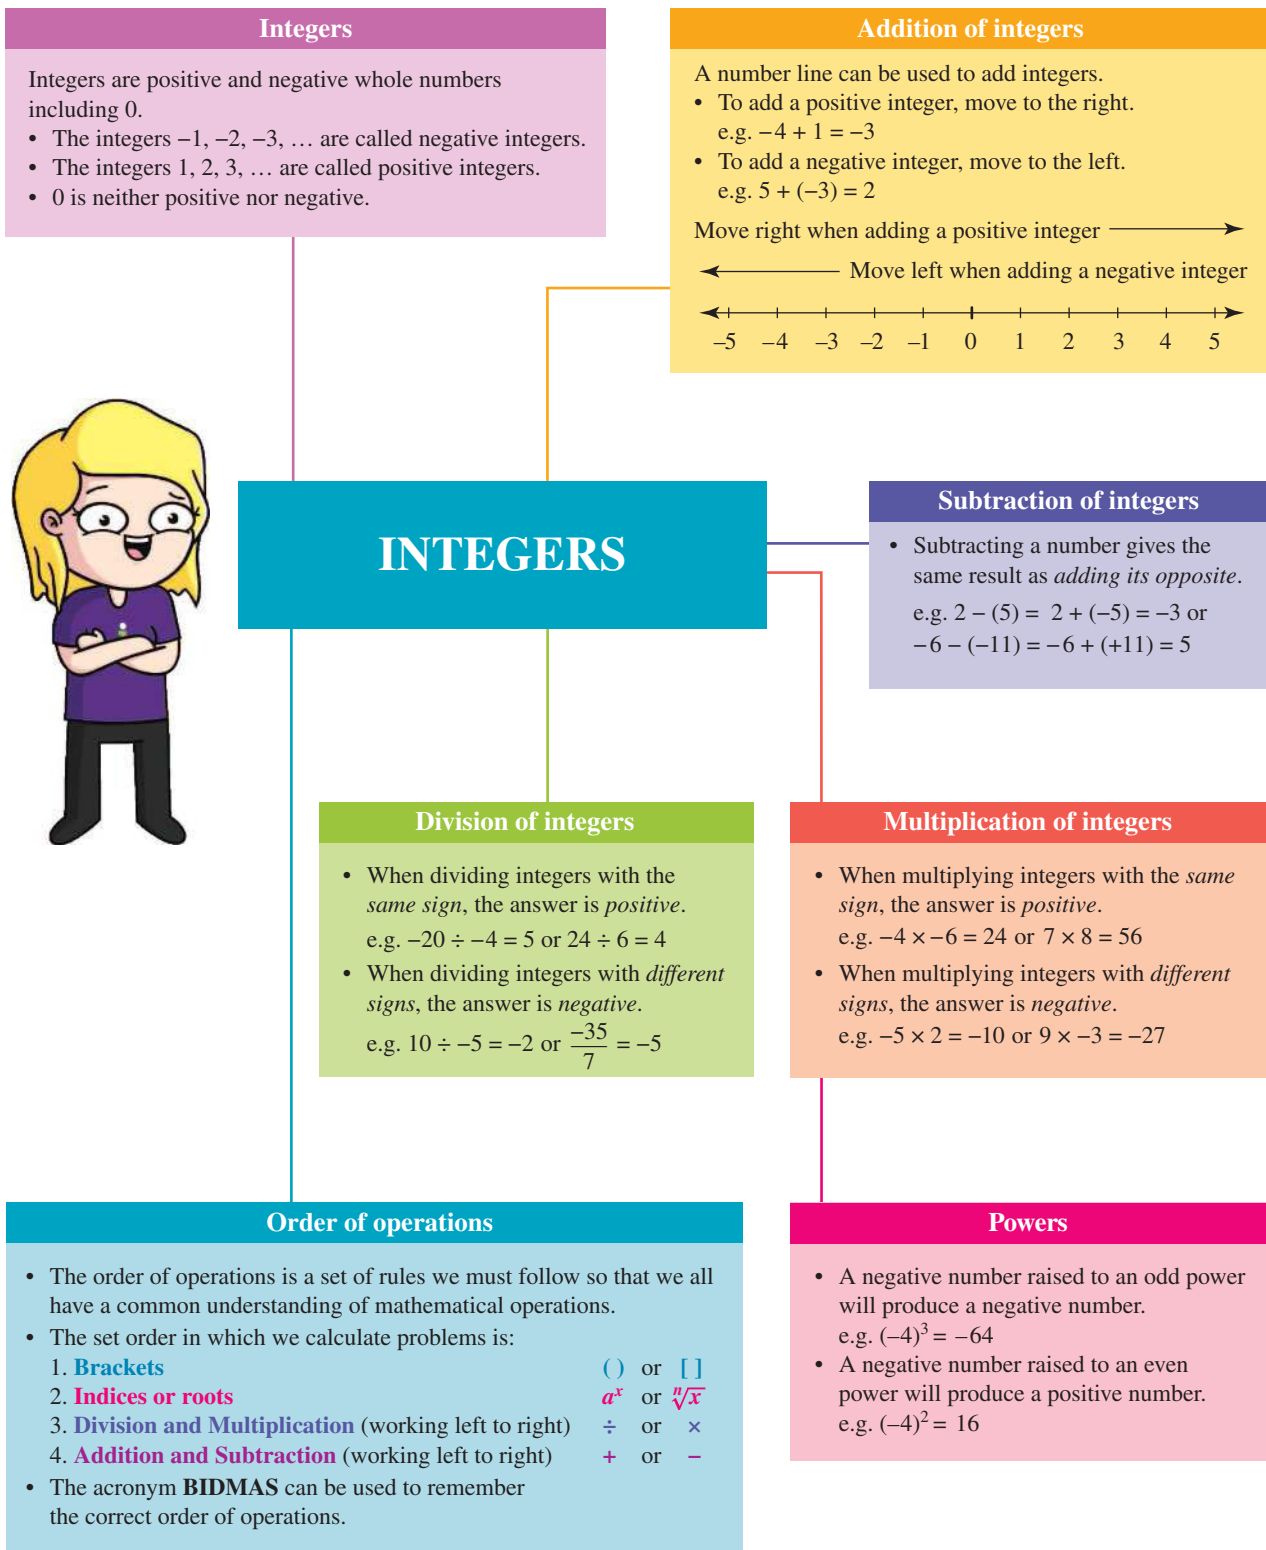 Integers
Integers are positive and negative whole numbers
including 0.
• The integers −1, −2, −3, … are called negative integers.
• The integers 1, 2, 3, … are called positive integers.
• 0 is neither positive nor negative.
Addition of integers
A number line can be used to add integers.
• To add a positive integer, move to the right.
e.g. −4 + 1 = −3
• To add a negative integer, move to the left.
e.g. 5 + (−3) = 2
Move right when adding a positive integer
Move left when adding a negative integer
−5 −4 −3 −2 −1 0 1 2 3 4 5
INTEGERS
Subtraction of integers
• Subtracting a number gives the
same result as adding its opposite.
e.g. 2 − (5) = 2 + (−5) = −3 or
−6 − (−11) = −6 + (+11) = 5
Division of integers
• When dividing integers with the
same sign, the answer is positive.
e.g. −20 ÷ −4 = 5 or 24 ÷ 6 = 4
• When dividing integers with different
signs, the answer is negative.
e.g. 10 ÷ −5 = −2 or −35/7 = −5
Multiplication of integers
• When multiplying integers with the same
sign, the answer is positive.
e.g. −4 × −6 = 24 or 7 × 8 = 56
• When multiplying integers with different
signs, the answer is negative.
e.g. −5 × 2 = −10 or 9 × −3 = −27
Order of operations
• The order of operations is a set of rules we must follow so that we all
have a common understanding of mathematical operations.
• The set order in which we calculate problems is:
1. Brackets ( ) or [ ]
2. Indices or roots aˣ or ⁿ√x
3. Division and Multiplication (working left to right) ÷ or ×
4. Addition and Subtraction (working left to right) + or −
• The acronym BIDMAS can be used to remember
the correct order of operations.
Powers
• A negative number raised to an odd power
will produce a negative number.
e.g. (−4)³ = −64
• A negative number raised to an even
power will produce a positive number.
e.g. (−4)² = 16